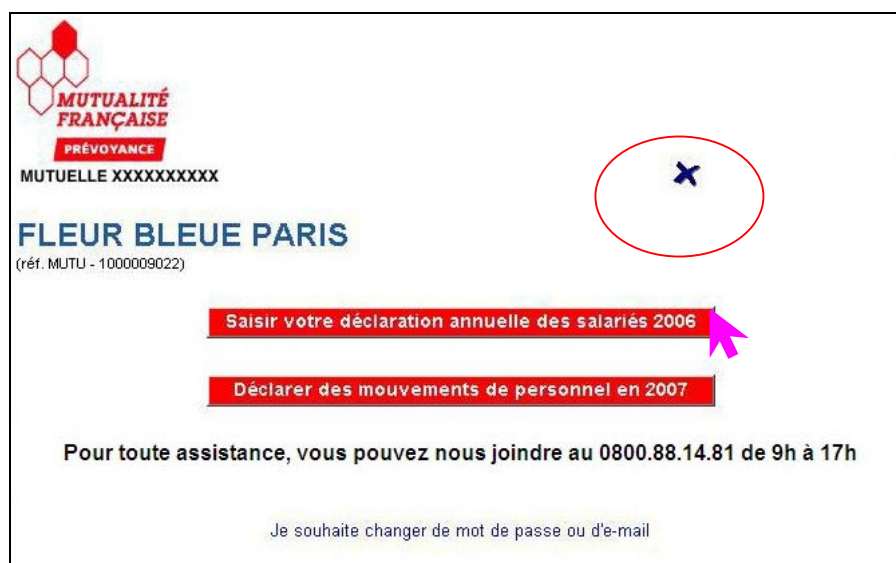 MUTUALITÉ
FRANÇAISE
PRÉVOYANCE
MUTUELLE XXXXXXXXXX
FLEUR BLEUE PARIS
(réf. MUTU - 1000009022)
Saisir votre déclaration annuelle des salariés 2006
Déclarer des mouvements de personnel en 2007
Pour toute assistance, vous pouvez nous joindre au 0800.88.14.81 de 9h à 17h
Je souhaite changer de mot de passe ou d'e-mail